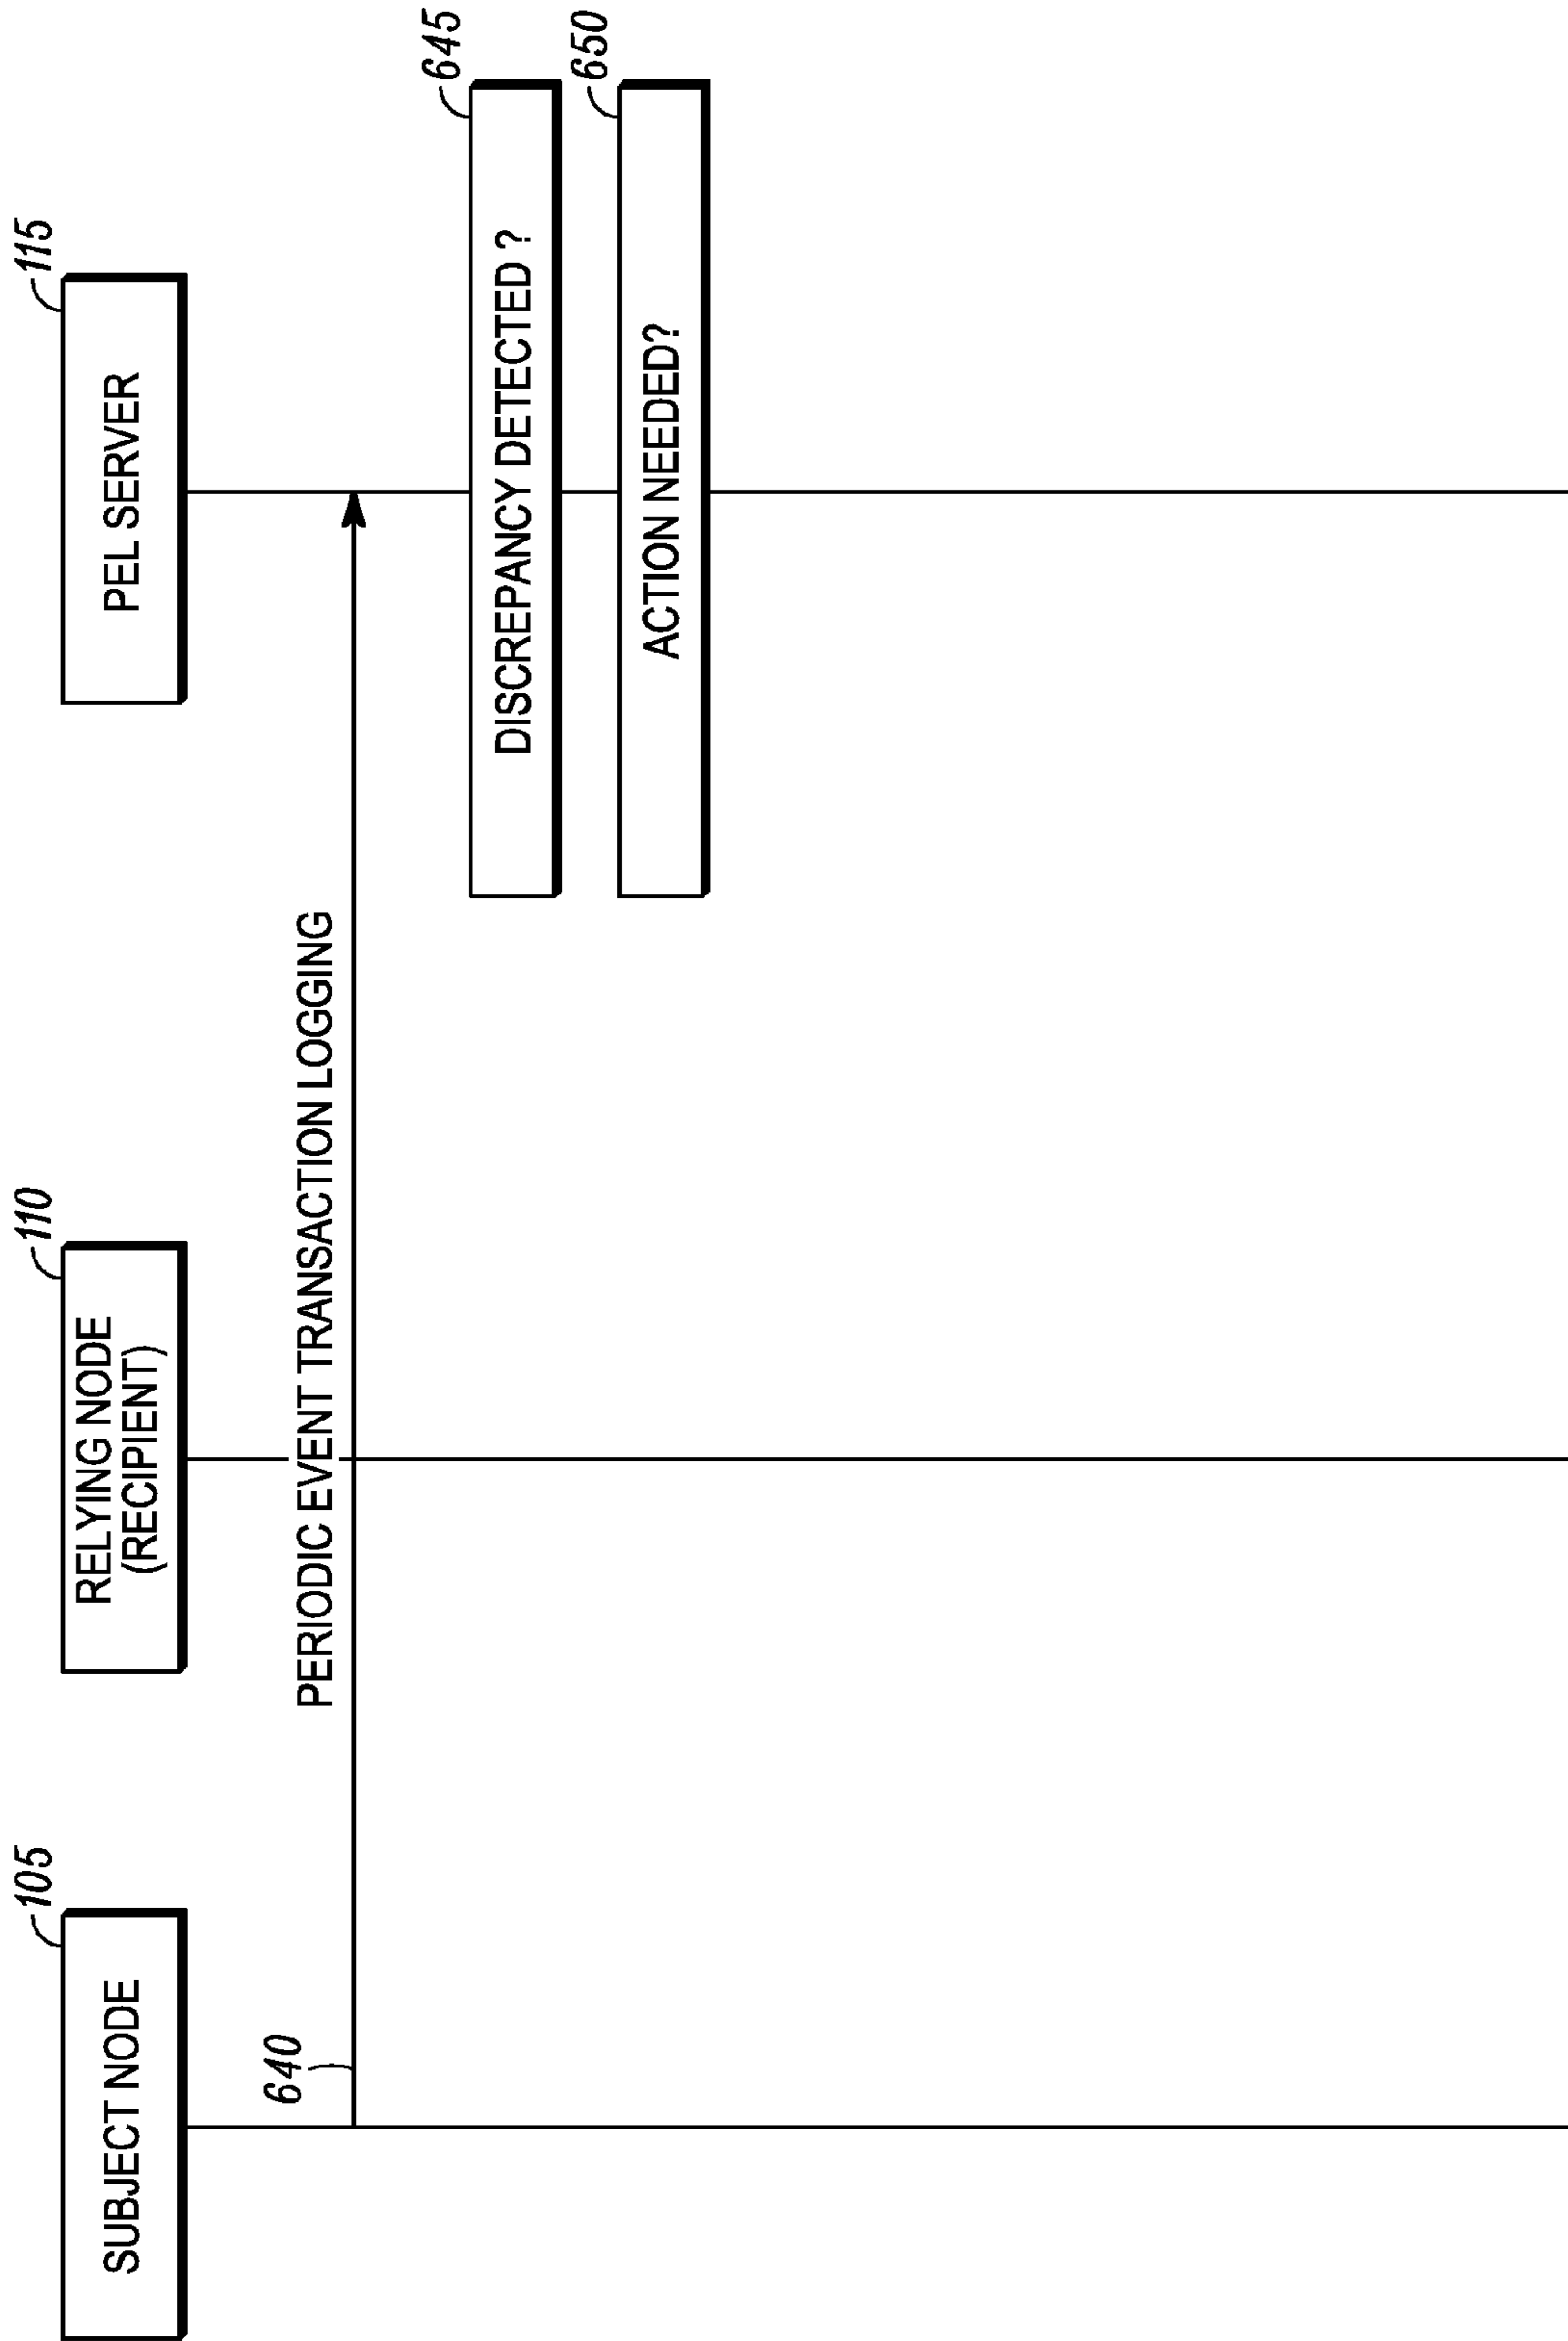 SUBJECT NODE
105
RELYING NODE
(RECIPIENT)
110
PEL SERVER
115
640
PERIODIC EVENT TRANSACTION LOGGING
DISCREPANCY DETECTED ?
645
ACTION NEEDED?
650